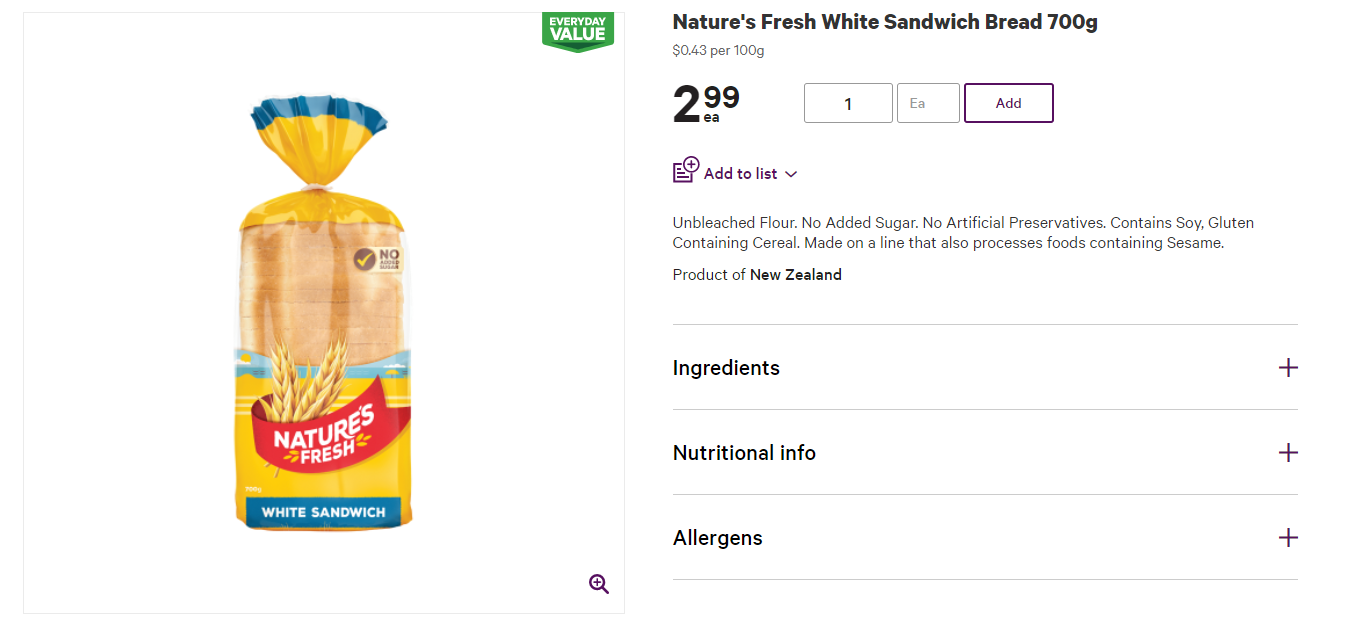 EVERYDAY
VALUE
NO
ADDED
SUGAR
NATURE'S
FRESH
700g
WHITE SANDWICH
Nature's Fresh White Sandwich Bread 700g
$0.43 per 100g
2 99
ea
1
Ea
Add
Add to list
Unbleached Flour. No Added Sugar. No Artificial Preservatives. Contains Soy, Gluten
Containing Cereal. Made on a line that also processes foods containing Sesame.
Product of New Zealand
Ingredients
Nutritional info
Allergens